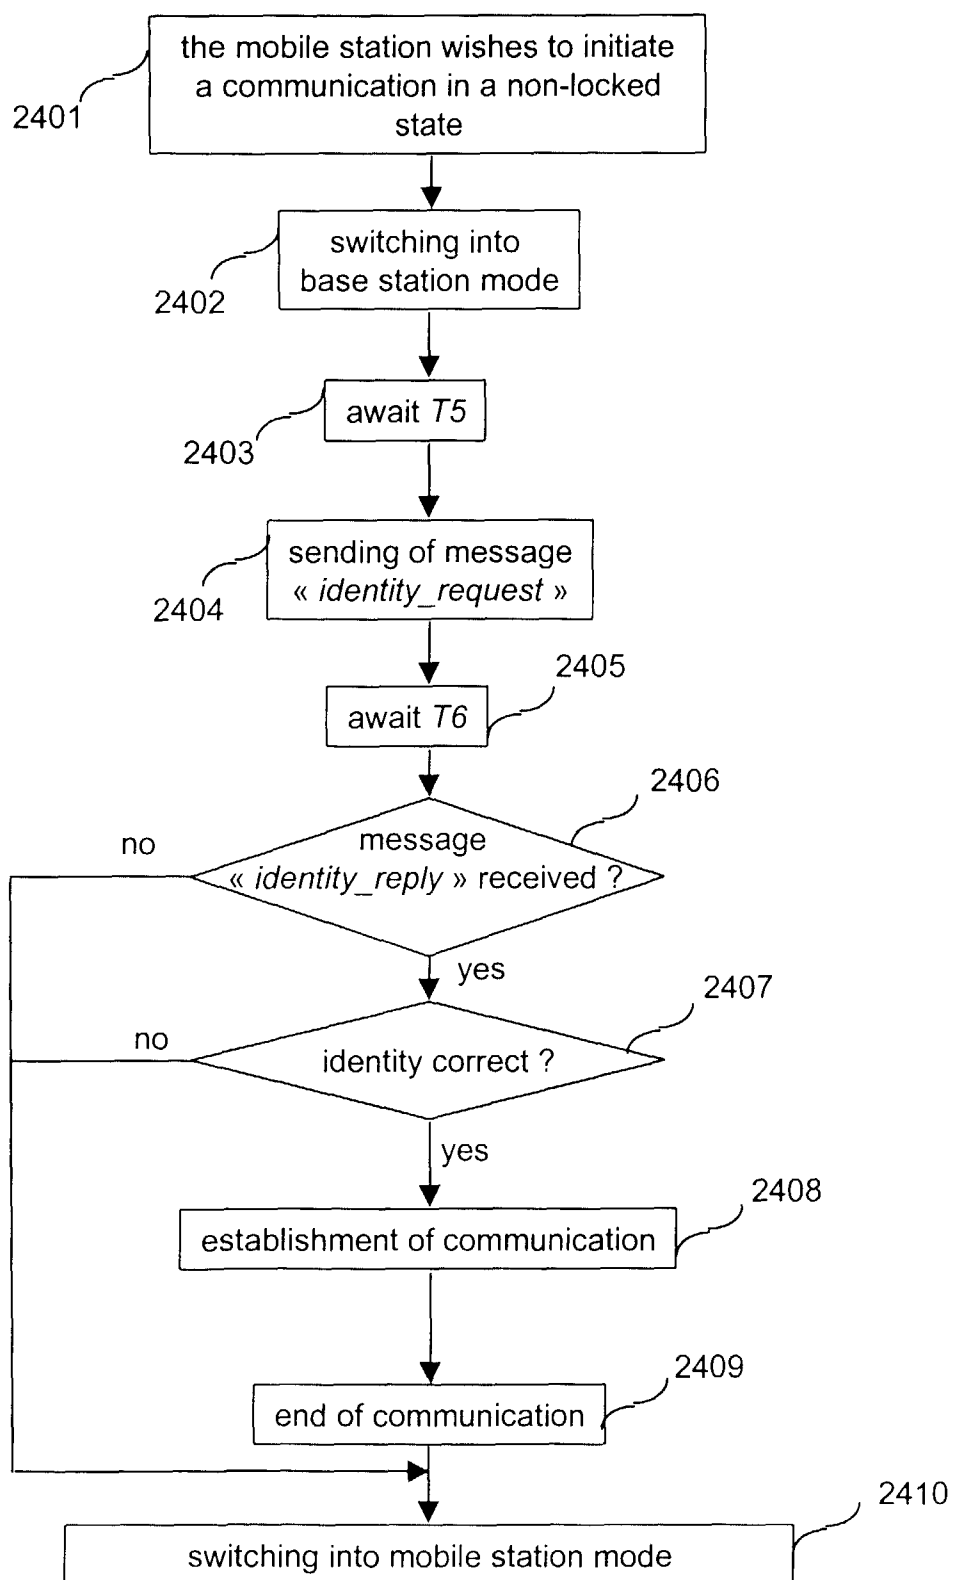 the mobile station wishes to initiate
a communication in a non-locked
state
2401
switching into
base station mode
2402
await T5
2403
sending of message
« identity_request »
2404
2405
await T6
2406
no
message
« identity_reply » received ?
yes
2407
no
identity correct ?
yes
2408
establishment of communication
2409
end of communication
2410
switching into mobile station mode